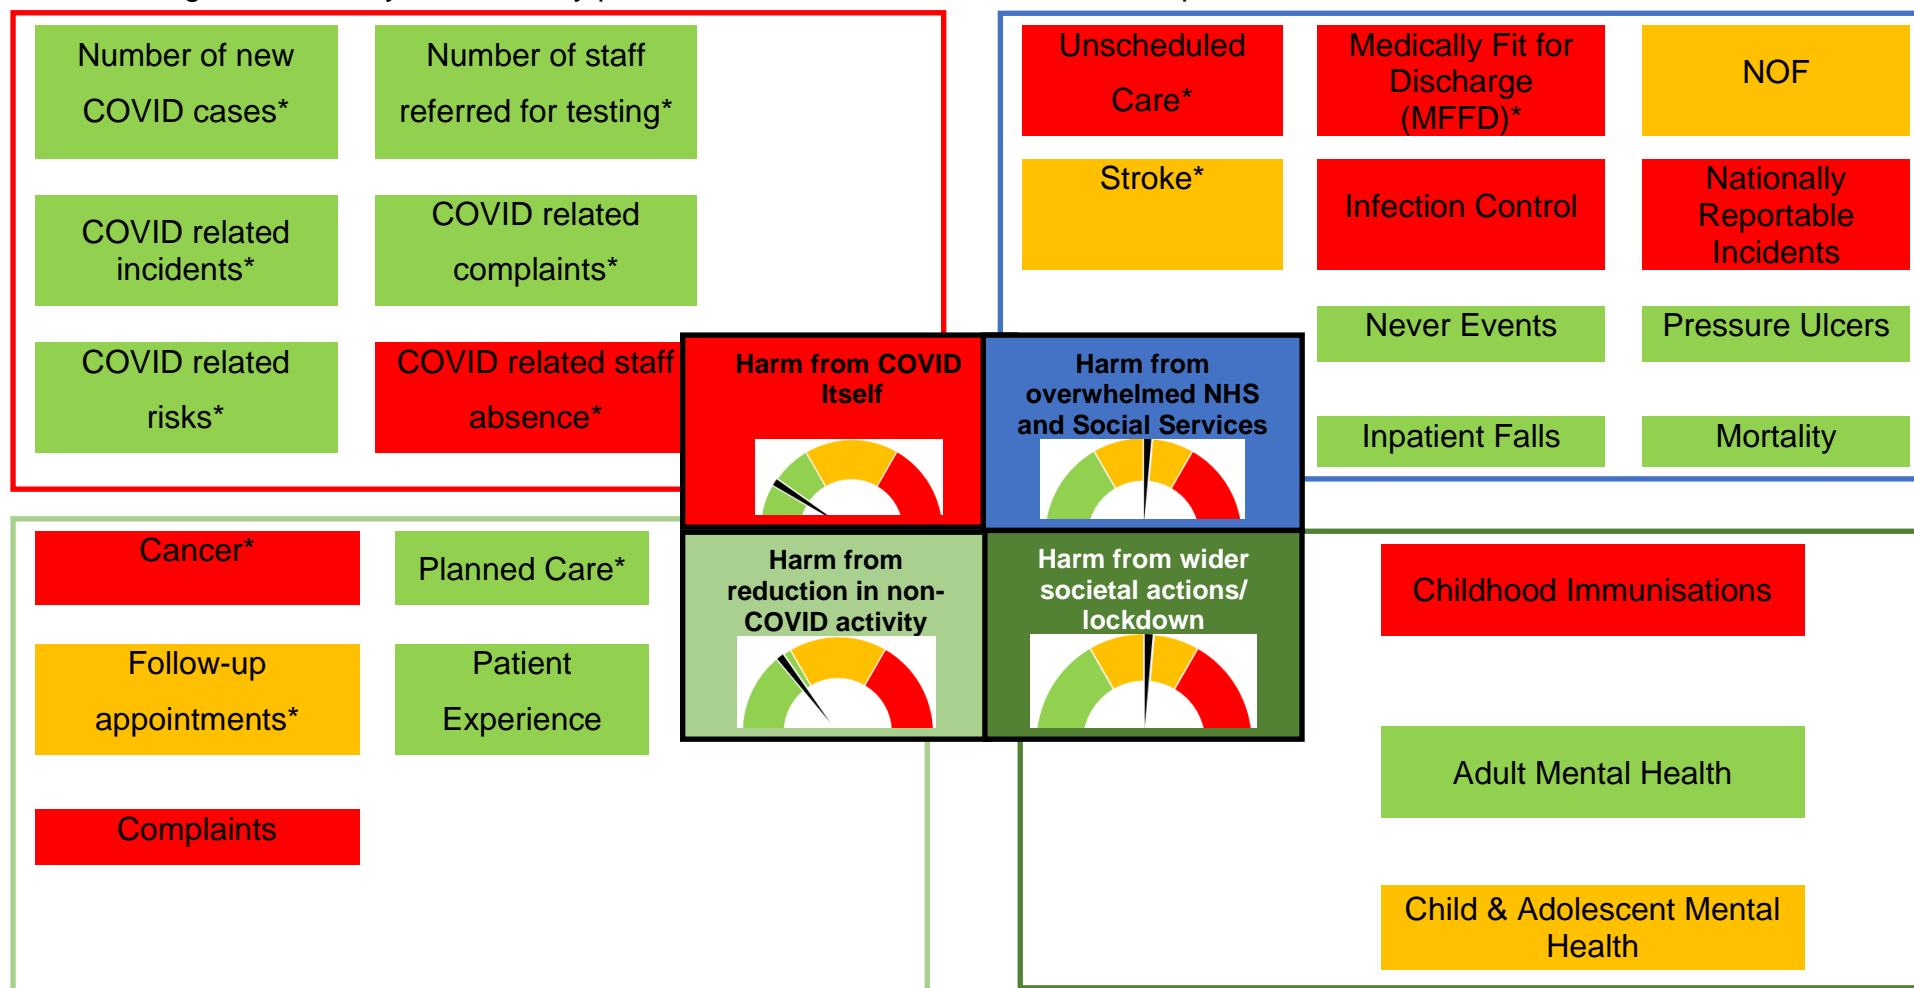 Number of new
COVID cases*
Number of staff
referred for testing*
COVID related
incidents*
COVID related
complaints*
COVID related
risks*
COVID related staff
absence*
Unscheduled
Care*
Medically Fit for
Discharge
(MFFD)*
NOF
Stroke*
Infection Control
Nationally
Reportable
Incidents
Never Events
Pressure Ulcers
Inpatient Falls
Mortality
Harm from COVID
Itself
Harm from
overwhelmed NHS
and Social Services
Harm from
reduction in non-
COVID activity
Harm from wider
societal actions/
lockdown
Cancer*
Planned Care*
Follow-up
appointments*
Patient
Experience
Complaints
Childhood Immunisations
Adult Mental Health
Child & Adolescent Mental
Health